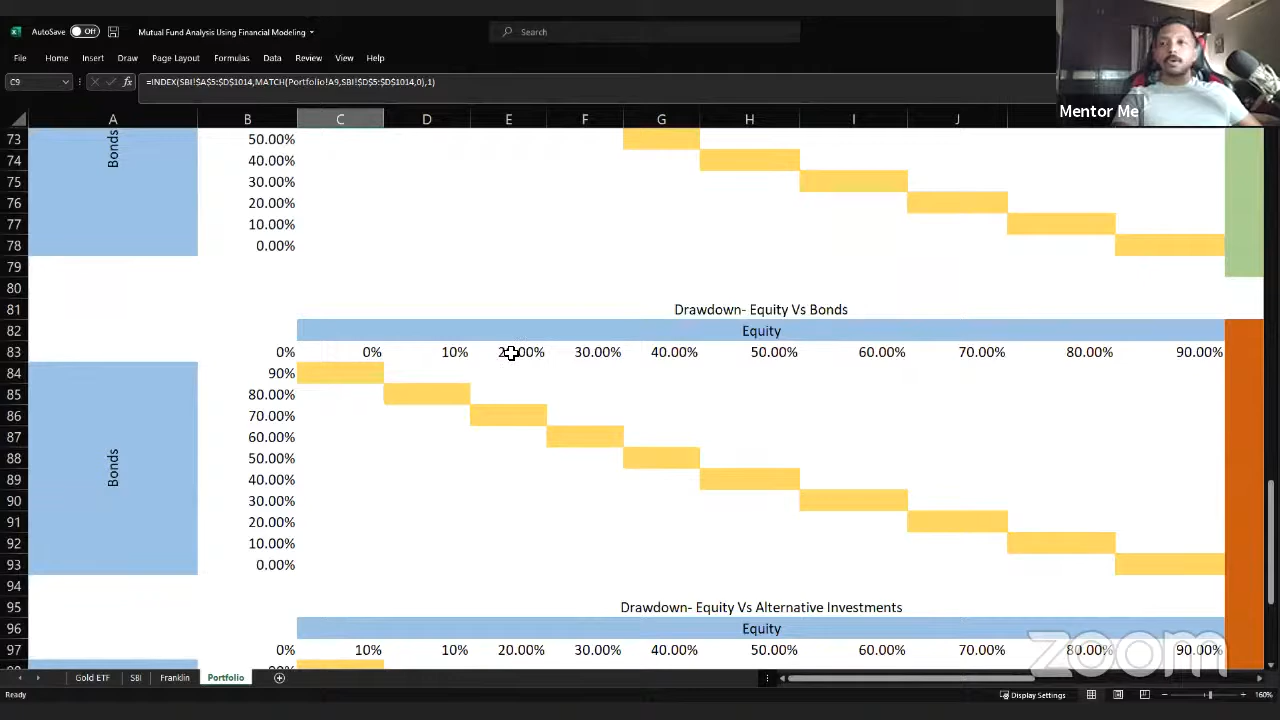 AutoSave Off Mutual Fund Analysis Using Financial Modeling Search
File Home Insert Draw Page Layout Formulas Data Review View Help
C9 fx =INDEX(SBI!$A$5:$D$1014,MATCH(Portfolio!A9,SBI!$D$5:$D$1014,0),1)
Mentor Me
A B C D E F G H I J
73 50.00%
74 40.00%
75 30.00%
76 20.00%
77 10.00%
78 0.00%
Bonds
79
80
81 Drawdown- Equity Vs Bonds
82 Equity
83 0% 0% 10% 20.00% 30.00% 40.00% 50.00% 60.00% 70.00% 80.00% 90.00%
84 90%
85 80.00%
86 70.00%
87 60.00%
88 50.00%
Bonds
89 40.00%
90 30.00%
91 20.00%
92 10.00%
93 0.00%
94
95 Drawdown- Equity Vs Alternative Investments
96 Equity
97 0% 10% 10% 20.00% 30.00% 40.00% 50.00% 60.00% 70.00% 80.00% 90.00%
zoom
Gold ETF SBI Franklin Portfolio
Ready Display Settings 160%